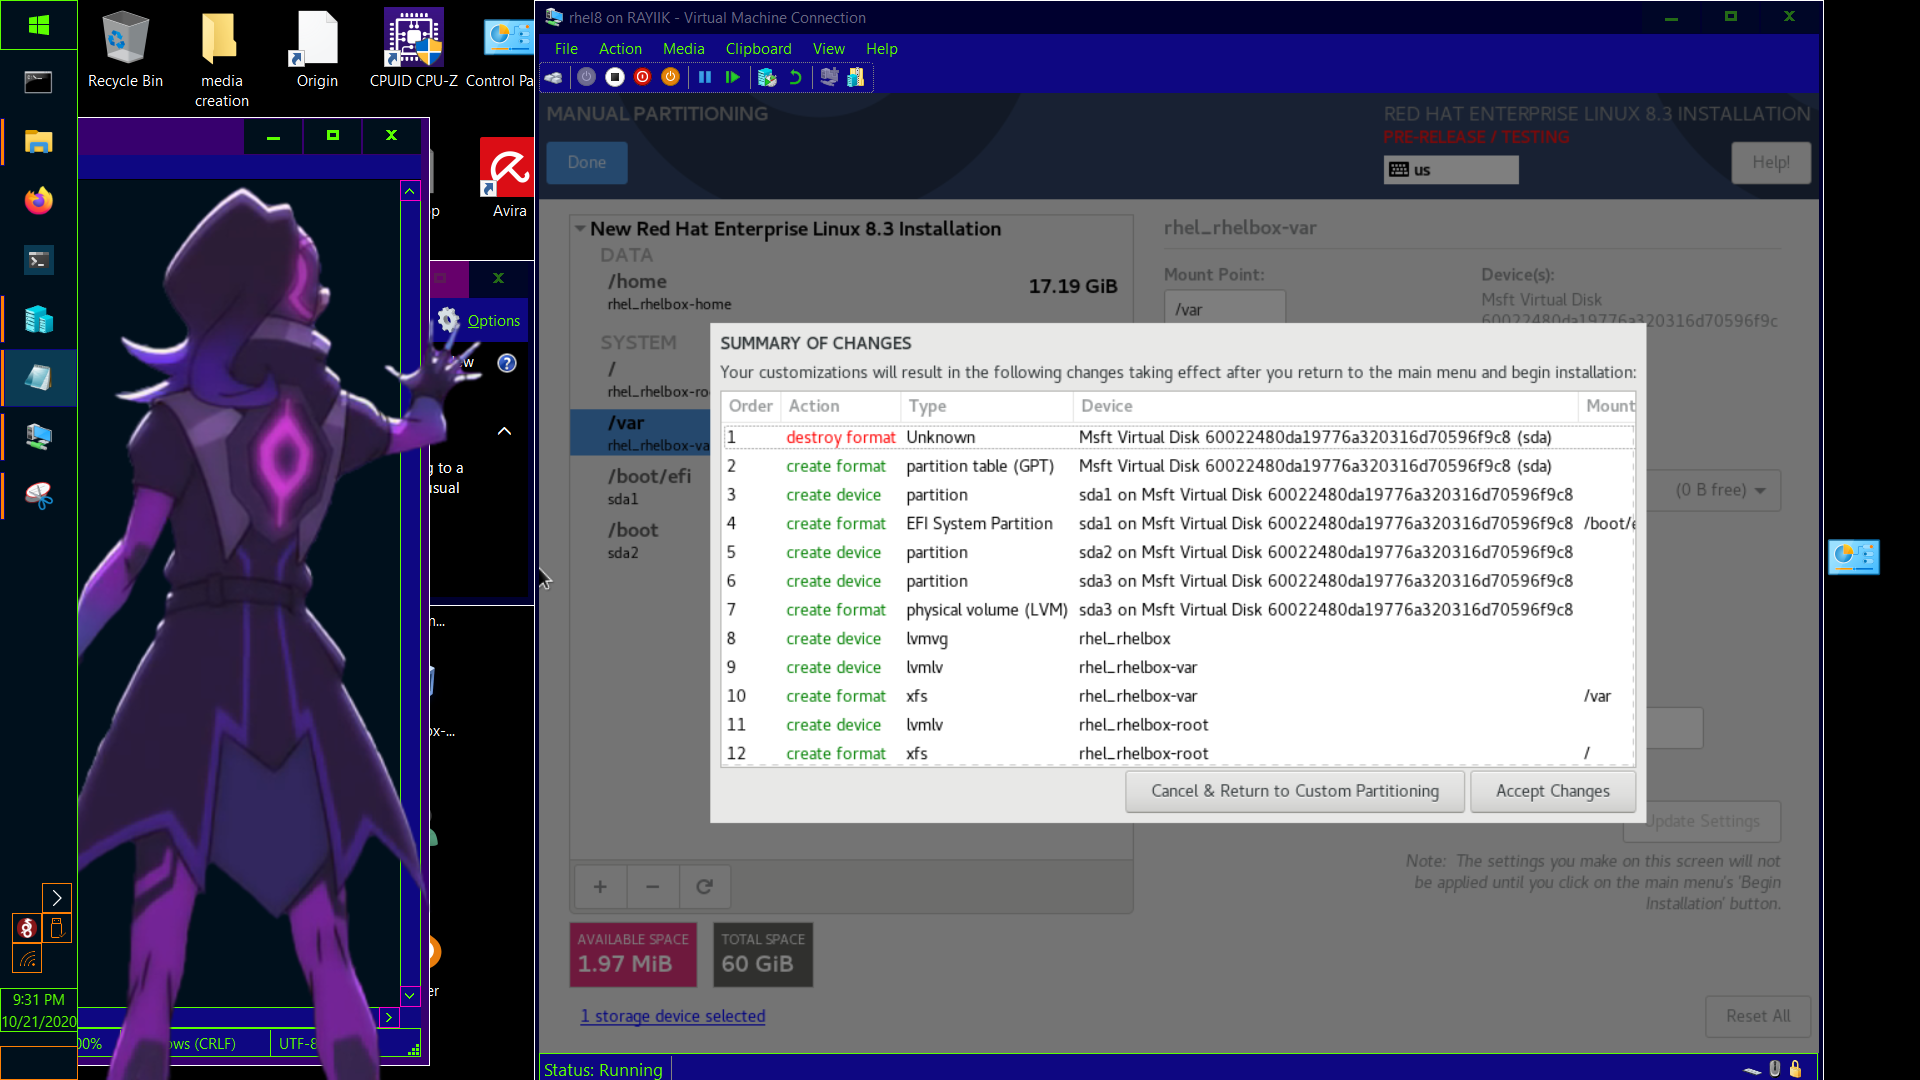 Recycle Bin
media
creation
Origin
CPUID CPU-Z
Control Pa
Avira
Options
?
g to a
usual
9:31 PM
10/21/2020
ows (CRLF)
UTF-8
rhel8 on RAYIIK - Virtual Machine Connection
File Action Media Clipboard View Help
MANUAL PARTITIONING
Done
RED HAT ENTERPRISE LINUX 8.3 INSTALLATION
PRE-RELEASE / TESTING
us
Help!
New Red Hat Enterprise Linux 8.3 Installation
DATA
/home
17.19 GiB
rhel_rhelbox-home
SYSTEM
/
rhel_rhelbox-ro
/var
rhel_rhelbox-va
/boot/efi
sda1
/boot
sda2
+ −
AVAILABLE SPACE
1.97 MiB
TOTAL SPACE
60 GiB
1 storage device selected
rhel_rhelbox-var
Mount Point:
/var
Device(s):
Msft Virtual Disk
60022480da19776a320316d70596f9c
(0 B free)
Update Settings
Note: The settings you make on this screen will not
be applied until you click on the main menu's 'Begin
Installation' button.
Reset All
SUMMARY OF CHANGES
Your customizations will result in the following changes taking effect after you return to the main menu and begin installation:
Order Action Type Device Mount
1 destroy format Unknown Msft Virtual Disk 60022480da19776a320316d70596f9c8 (sda)
2 create format partition table (GPT) Msft Virtual Disk 60022480da19776a320316d70596f9c8 (sda)
3 create device partition sda1 on Msft Virtual Disk 60022480da19776a320316d70596f9c8
4 create format EFI System Partition sda1 on Msft Virtual Disk 60022480da19776a320316d70596f9c8 /boot/e
5 create device partition sda2 on Msft Virtual Disk 60022480da19776a320316d70596f9c8
6 create device partition sda3 on Msft Virtual Disk 60022480da19776a320316d70596f9c8
7 create format physical volume (LVM) sda3 on Msft Virtual Disk 60022480da19776a320316d70596f9c8
8 create device lvmvg rhel_rhelbox
9 create device lvmlv rhel_rhelbox-var
10 create format xfs rhel_rhelbox-var /var
11 create device lvmlv rhel_rhelbox-root
12 create format xfs rhel_rhelbox-root /
Cancel & Return to Custom Partitioning
Accept Changes
Status: Running